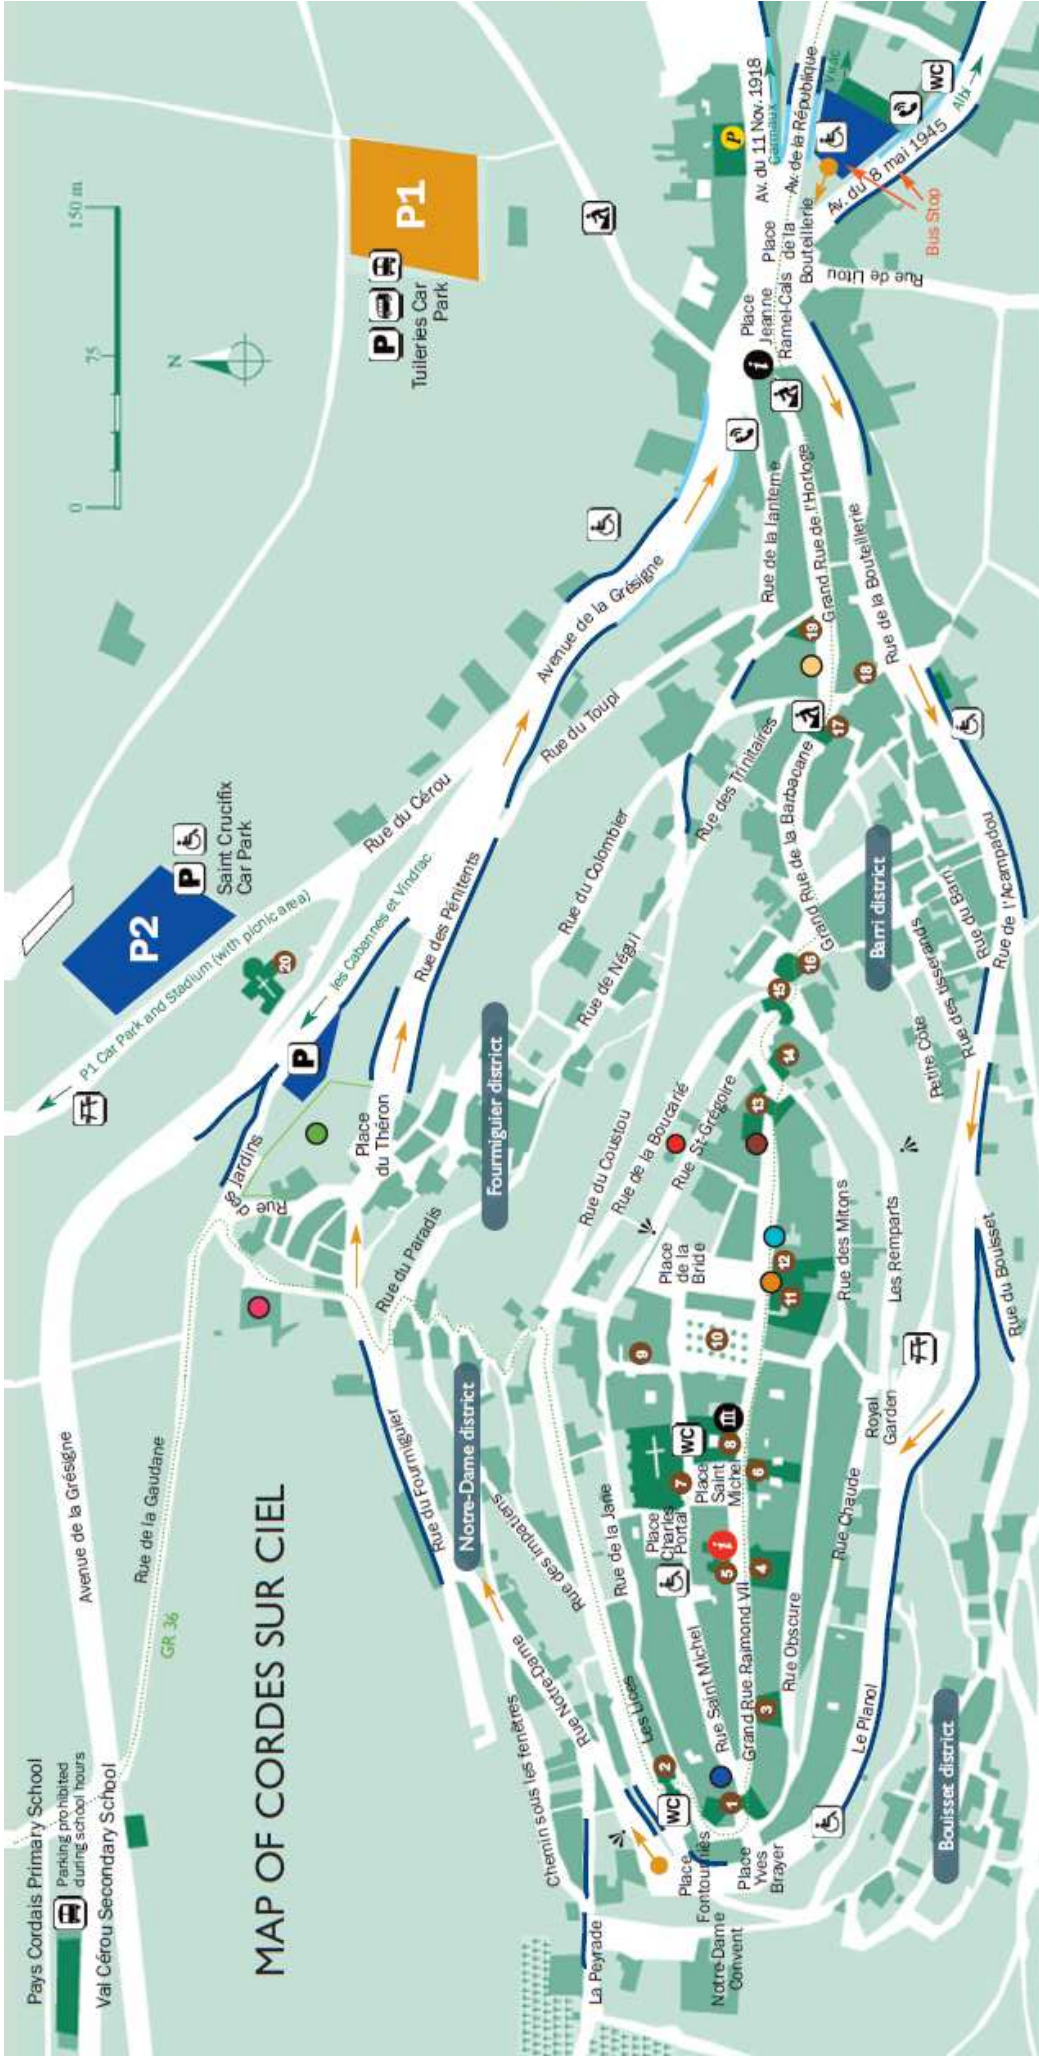 Pays Cordais Primary School
Parking prohibited
during school hours
Val Cérou Secondary School
Avenue de la Grésigne
Rue de la Gaudane
GR 36
MAP OF CORDES SUR CIEL
P1 Car Park and Stadium (with picnic area)
P2
P
Saint Crucifix
Car Park
N
0
75
150 m
P1
P
Tuileries Car
Park
Rue
des Jardins
P
les Cabannes et Vindrac
20
Rue du Cérou
Rue des Pénitents
Place
du Théron
Avenue de la Grésigne
Rue du Toupi
Rue du Fourmiguier
Rue du Paradis
Fourmiguier district
Notre-Dame district
Rue du Colombier
Rue de Négui
Rue du Coustou
Rue de la Boucarié
Rue St-Grégoire
Rue des Trinitaires
Rue de la lanterne
Grand Rue de l'Horloge
Rue de la Bouteillerie
Grand Rue de la Barbacane
Chemin sous les fenêtres
Rue Notre-Dame
Rue des impatiens
Les Lices
Rue de la Jane
Place
Charles
Portal
Place
Saint
Michel
WC
Place
de la
Bride
Rue Saint Michel
Grand Rue Raimond VII
Rue Obscure
Rue Chaude
Le Planol
Royal
Garden
Rue des Mitons
Les Remparts
Petite Côte
Rue des tisserands
Rue du Barri
Barri district
Rue de l'Acampadou
Rue du Bouisset
Bouisset district
La Peyrade
Notre-Dame
Convent
Place
Fontourniès
Place
Yves
Brayer
WC
1
2
3
4
5
i
6
7
8
9
10
11
12
13
14
15
16
17
18
19
i
P
Place
Jeanne
Ramel-Cals
Place
de la
Bouteillerie
Av. du 11 Nov. 1918
Carmaux
Av. de la République
Virac
Av. du 8 mai 1945
Albi
WC
Bus Stop
Rue de Litou